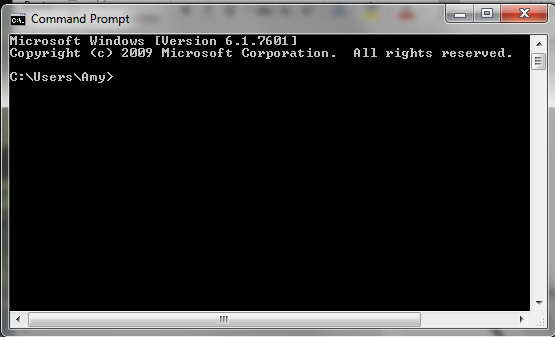 Command Prompt
Microsoft Windows [Version 6.1.7601]
Copyright (c) 2009 Microsoft Corporation.  All rights reserved.
C:\Users\Amy>